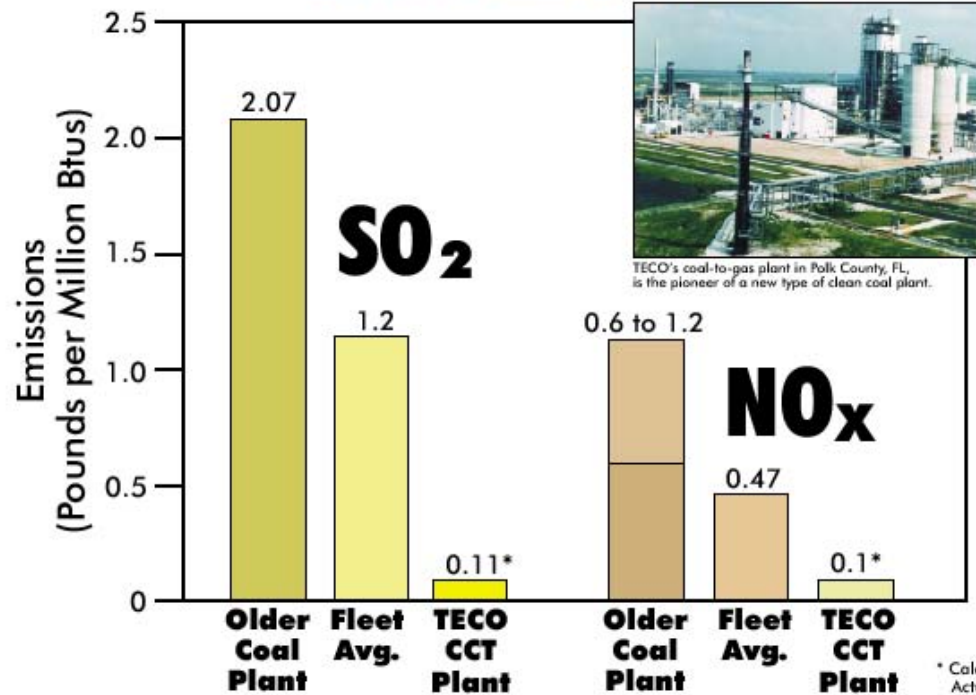 2.5
2.0
1.5
1.0
0.5
0
Emissions
(Pounds per Million Btus)
2.07
1.2
0.11*
SO2
0.6 to 1.2
0.47
0.1*
NOx
TECO's coal-to-gas plant in Polk County, FL,
is the pioneer of a new type of clean coal plant.
Older
Coal
Plant
Fleet
Avg.
TECO
CCT
Plant
Older
Coal
Plant
Fleet
Avg.
TECO
CCT
Plant
*